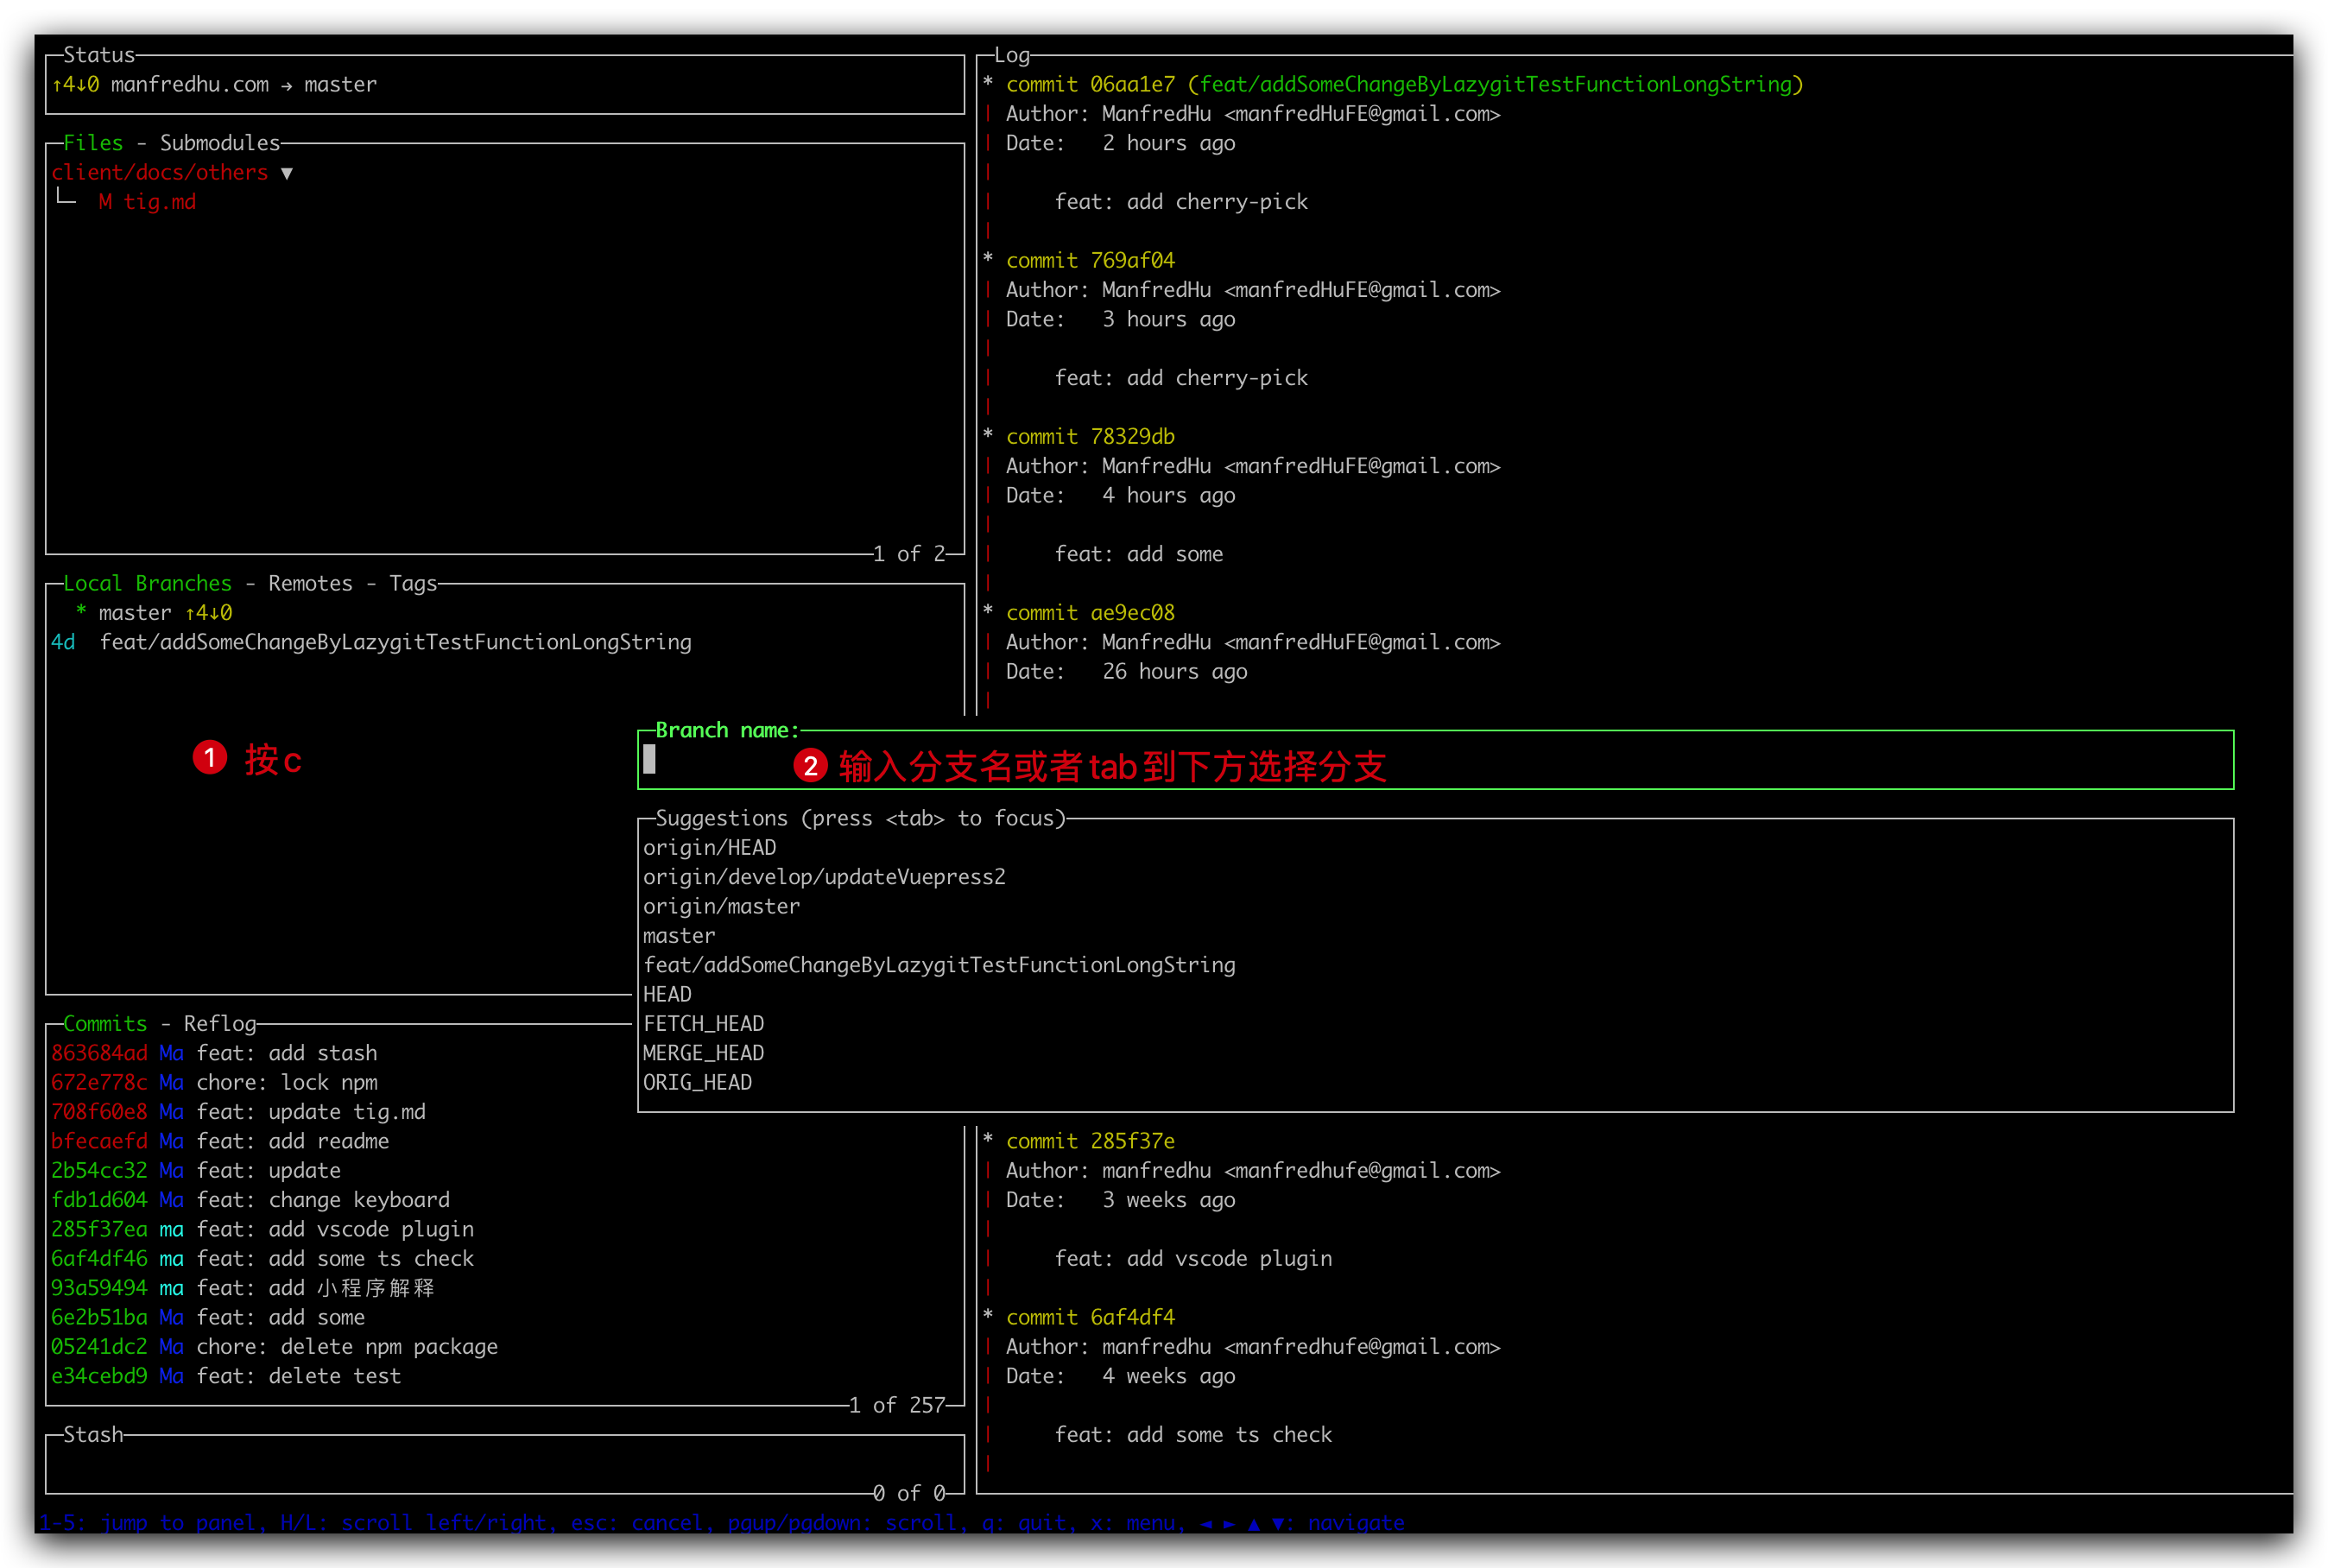 Status
↑4↓0 manfredhu.com → master
Files - Submodules
client/docs/others ▼
M tig.md
1 of 2
Local Branches - Remotes - Tags
* master ↑4↓0
4d feat/addSomeChangeByLazygitTestFunctionLongString
1 按c
Commits - Reflog
863684ad Ma feat: add stash
672e778c Ma chore: lock npm
708f60e8 Ma feat: update tig.md
bfecaefd Ma feat: add readme
2b54cc32 Ma feat: update
fdb1d604 Ma feat: change keyboard
285f37ea ma feat: add vscode plugin
6af4df46 ma feat: add some ts check
93a59494 ma feat: add 小程序解释
6e2b51ba Ma feat: add some
05241dc2 Ma chore: delete npm package
e34cebd9 Ma feat: delete test
1 of 257
Stash
0 of 0
Log
* commit 06aa1e7 (feat/addSomeChangeByLazygitTestFunctionLongString)
Author: ManfredHu <manfredHuFE@gmail.com>
Date: 2 hours ago
feat: add cherry-pick
* commit 769af04
Author: ManfredHu <manfredHuFE@gmail.com>
Date: 3 hours ago
feat: add cherry-pick
* commit 78329db
Author: ManfredHu <manfredHuFE@gmail.com>
Date: 4 hours ago
feat: add some
* commit ae9ec08
Author: ManfredHu <manfredHuFE@gmail.com>
Date: 26 hours ago
Branch name:
2 输入分支名或者tab到下方选择分支
Suggestions (press <tab> to focus)
origin/HEAD
origin/develop/updateVuepress2
origin/master
master
feat/addSomeChangeByLazygitTestFunctionLongString
HEAD
FETCH_HEAD
MERGE_HEAD
ORIG_HEAD
* commit 285f37e
Author: manfredhu <manfredhufe@gmail.com>
Date: 3 weeks ago
feat: add vscode plugin
* commit 6af4df4
Author: manfredhu <manfredhufe@gmail.com>
Date: 4 weeks ago
feat: add some ts check
1-5: jump to panel, H/L: scroll left/right, esc: cancel, pgup/pgdown: scroll, q: quit, x: menu, ◄ ► ▲ ▼: navigate